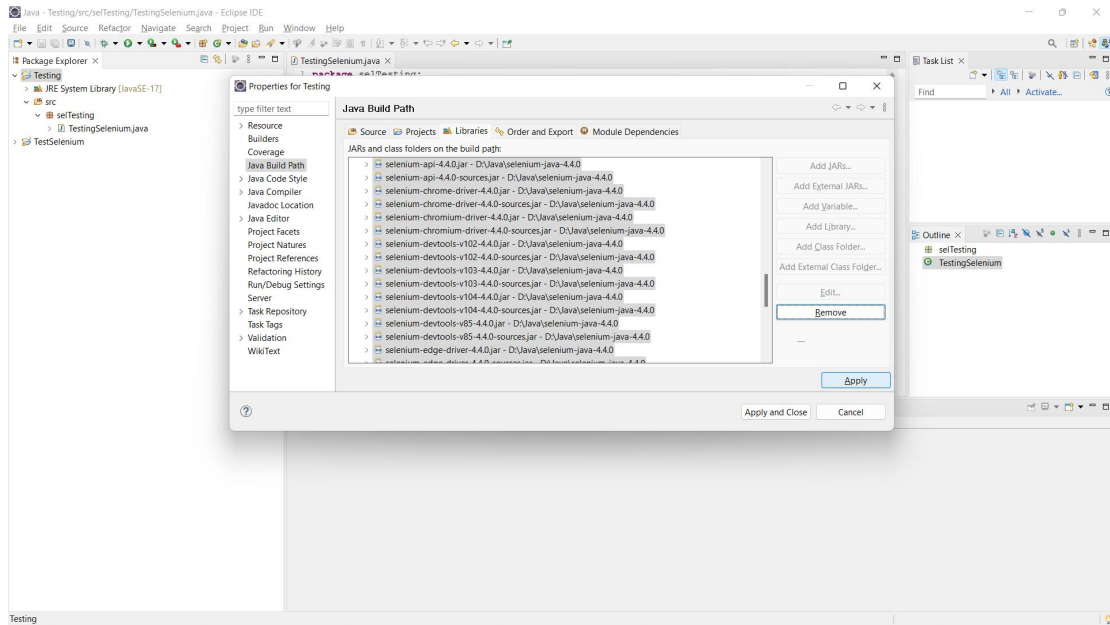 Java - Testing/src/selTesting/TestingSelenium.java - Eclipse IDE
File Edit Source Refactor Navigate Search Project Run Window Help
Package Explorer
Testing
JRE System Library [JavaSE-17]
src
selTesting
TestingSelenium.java
TestSelenium
TestingSelenium.java
1 package selTesting;
Properties for Testing
type filter text
Resource
Builders
Coverage
Java Build Path
Java Code Style
Java Compiler
Javadoc Location
Java Editor
Project Facets
Project Natures
Project References
Refactoring History
Run/Debug Settings
Server
Task Repository
Task Tags
Validation
WikiText
Java Build Path
Source Projects Libraries Order and Export Module Dependencies
JARs and class folders on the build path:
selenium-api-4.4.0.jar - D:\Java\selenium-java-4.4.0
selenium-api-4.4.0-sources.jar - D:\Java\selenium-java-4.4.0
selenium-chrome-driver-4.4.0.jar - D:\Java\selenium-java-4.4.0
selenium-chrome-driver-4.4.0-sources.jar - D:\Java\selenium-java-4.4.0
selenium-chromium-driver-4.4.0.jar - D:\Java\selenium-java-4.4.0
selenium-chromium-driver-4.4.0-sources.jar - D:\Java\selenium-java-4.4.0
selenium-devtools-v102-4.4.0.jar - D:\Java\selenium-java-4.4.0
selenium-devtools-v102-4.4.0-sources.jar - D:\Java\selenium-java-4.4.0
selenium-devtools-v103-4.4.0.jar - D:\Java\selenium-java-4.4.0
selenium-devtools-v103-4.4.0-sources.jar - D:\Java\selenium-java-4.4.0
selenium-devtools-v104-4.4.0.jar - D:\Java\selenium-java-4.4.0
selenium-devtools-v104-4.4.0-sources.jar - D:\Java\selenium-java-4.4.0
selenium-devtools-v85-4.4.0.jar - D:\Java\selenium-java-4.4.0
selenium-devtools-v85-4.4.0-sources.jar - D:\Java\selenium-java-4.4.0
selenium-edge-driver-4.4.0.jar - D:\Java\selenium-java-4.4.0
selenium-edge-driver-4.4.0-sources.jar - D:\Java\selenium-java-4.4.0
Add JARs...
Add External JARs...
Add Variable...
Add Library...
Add Class Folder...
Add External Class Folder...
Edit...
Remove
Apply
Apply and Close Cancel
Task List
Find All Activate...
Outline
selTesting
TestingSelenium
Testing